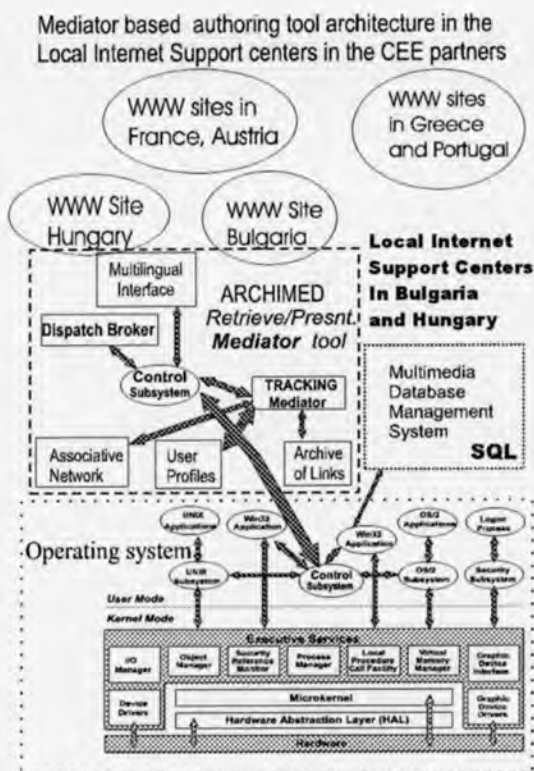 Mediator based authoring tool architecture in the
Local Internet Support centers in the CEE partners
WWW sites in
France, Austria
WWW sites
in Greece
and Portugal
WWW Site
Hungary
WWW Site
Bulgaria
Local Internet
Support Centers
In Bulgaria
and Hungary
Multilingual
Interface
ARCHIMED
Retrieve/Presnt.
Mediator tool
Dispatch Broker
Control
Subsystem
TRACKING
Mediator
Associative
Network
User
Profiles
Archive
of Links
Multimedia
Database
Management
System
SQL
Operating system
UNIX
Applications
Win32
Application
Win32
Application
OS/2
Applications
Logon
Process
UNIX
Subsystem
Control
Subsystem
OS/2
Subsystem
Security
Subsystem
User Mode
Kernel Mode
Executive Services
I/O
Manager
Object
Manager
Security
Reference
Monitor
Process
Manager
Local
Procedure
Call Facility
Virtual
Memory
Manager
Graphic
Device
Interface
Device
Drivers
Microkernel
Hardware Abstraction Layer (HAL)
Graphic
Device
Drivers
Hardware